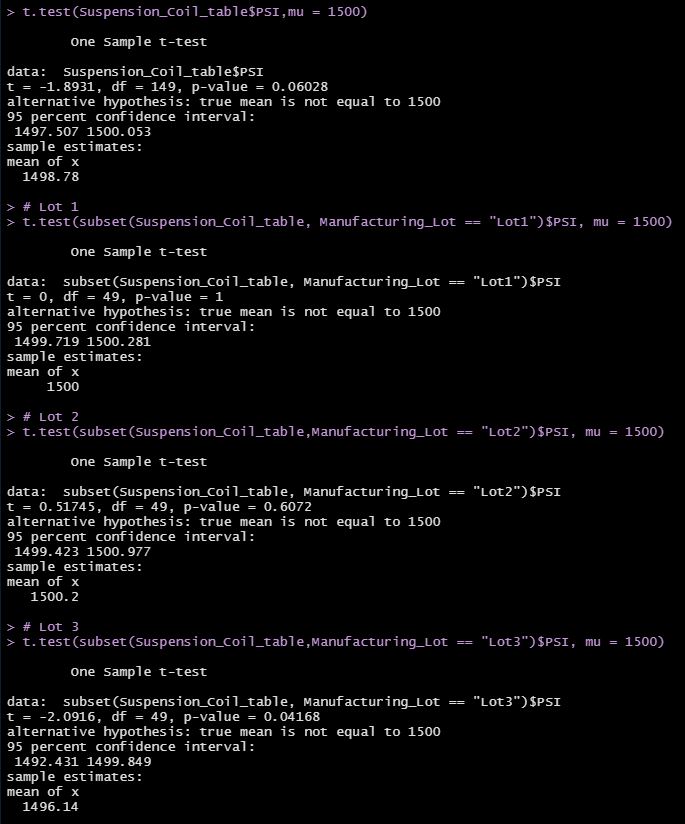 > t.test(Suspension_Coil_table$PSI,mu = 1500)
One Sample t-test
data:  Suspension_Coil_table$PSI
t = -1.8931, df = 149, p-value = 0.06028
alternative hypothesis: true mean is not equal to 1500
95 percent confidence interval:
1497.507 1500.053
sample estimates:
mean of x
1498.78
> # Lot 1
> t.test(subset(Suspension_Coil_table, Manufacturing_Lot == "Lot1")$PSI, mu = 1500)
One Sample t-test
data:  subset(Suspension_Coil_table, Manufacturing_Lot == "Lot1")$PSI
t = 0, df = 49, p-value = 1
alternative hypothesis: true mean is not equal to 1500
95 percent confidence interval:
1499.719 1500.281
sample estimates:
mean of x
1500
> # Lot 2
> t.test(subset(Suspension_Coil_table,Manufacturing_Lot == "Lot2")$PSI, mu = 1500)
One Sample t-test
data:  subset(Suspension_Coil_table, Manufacturing_Lot == "Lot2")$PSI
t = 0.51745, df = 49, p-value = 0.6072
alternative hypothesis: true mean is not equal to 1500
95 percent confidence interval:
1499.423 1500.977
sample estimates:
mean of x
1500.2
> # Lot 3
> t.test(subset(Suspension_Coil_table,Manufacturing_Lot == "Lot3")$PSI, mu = 1500)
One Sample t-test
data:  subset(Suspension_Coil_table, Manufacturing_Lot == "Lot3")$PSI
t = -2.0916, df = 49, p-value = 0.04168
alternative hypothesis: true mean is not equal to 1500
95 percent confidence interval:
1492.431 1499.849
sample estimates:
mean of x
1496.14